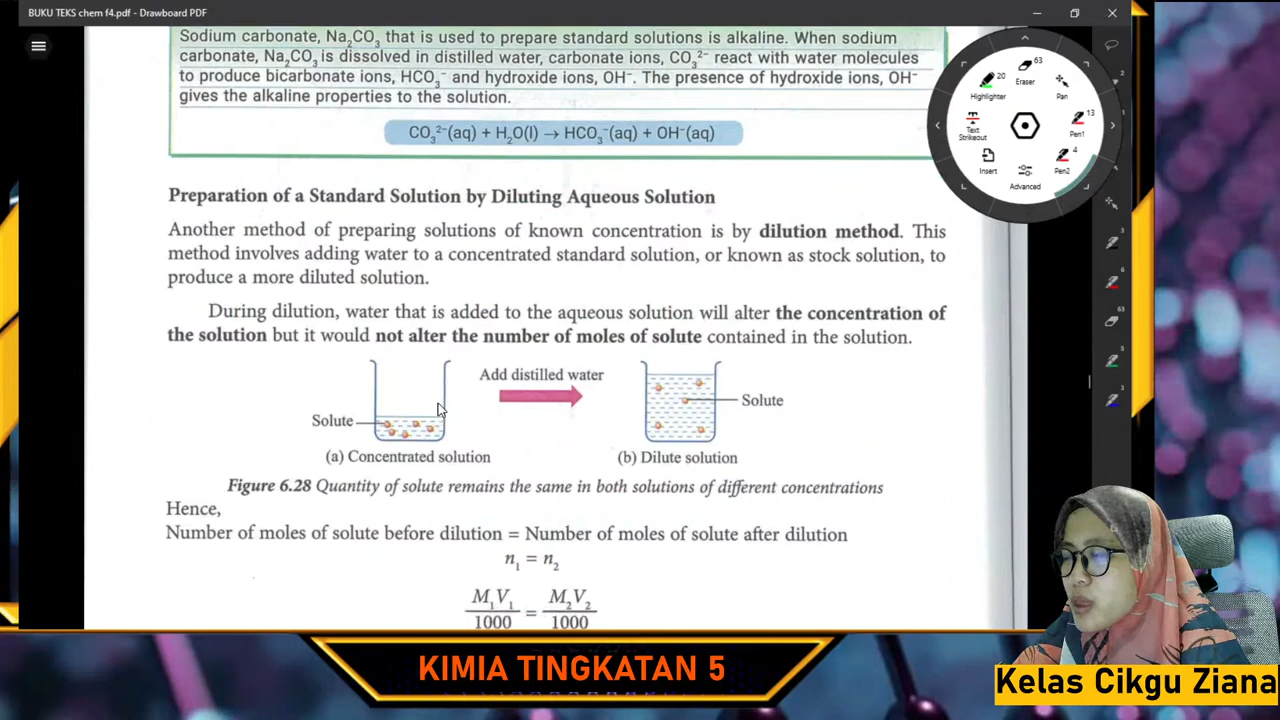 BUKU TEKS chem f4.pdf - Drawboard PDF
Sodium carbonate, Na₂CO₃ that is used to prepare standard solutions is alkaline. When sodium
carbonate, Na₂CO₃ is dissolved in distilled water, carbonate ions, CO₃²⁻ react with water molecules
to produce bicarbonate ions, HCO₃⁻ and hydroxide ions, OH⁻. The presence of hydroxide ions, OH⁻
gives the alkaline properties to the solution.
CO₃²⁻(aq) + H₂O(l) → HCO₃⁻(aq) + OH⁻(aq)
63
Eraser
20
Highlighter
Pan
Text
Strikeout
13
Pen1
Insert
4
Pen2
Advanced
2
3
6
63
5
3
Preparation of a Standard Solution by Diluting Aqueous Solution
Another method of preparing solutions of known concentration is by dilution method. This
method involves adding water to a concentrated standard solution, or known as stock solution, to
produce a more diluted solution.
During dilution, water that is added to the aqueous solution will alter the concentration of
the solution but it would not alter the number of moles of solute contained in the solution.
Add distilled water
Solute
Solute
(a) Concentrated solution
(b) Dilute solution
Figure 6.28 Quantity of solute remains the same in both solutions of different concentrations
Hence,
Number of moles of solute before dilution = Number of moles of solute after dilution
n₁ = n₂
M₁V₁ = M₂V₂
1000 1000
KIMIA TINGKATAN 5
Kelas Cikgu Ziana